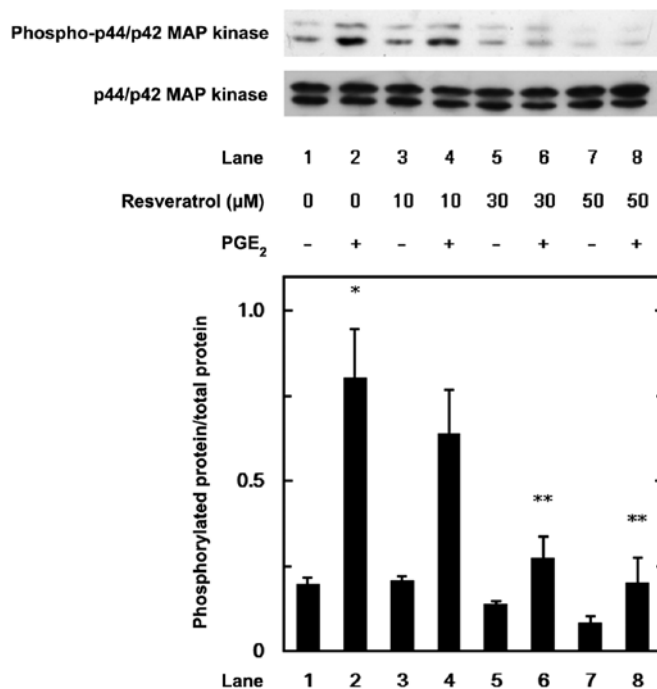 Phospho-p44/p42 MAP kinase
p44/p42 MAP kinase
Lane 1 2 3 4 5 6 7 8
Resveratrol (μM) 0 0 10 10 30 30 50 50
PGE2 – + – + – + – +
*
1.0
Phosphorylated protein/total protein
0.5
** **
0
Lane 1 2 3 4 5 6 7 8